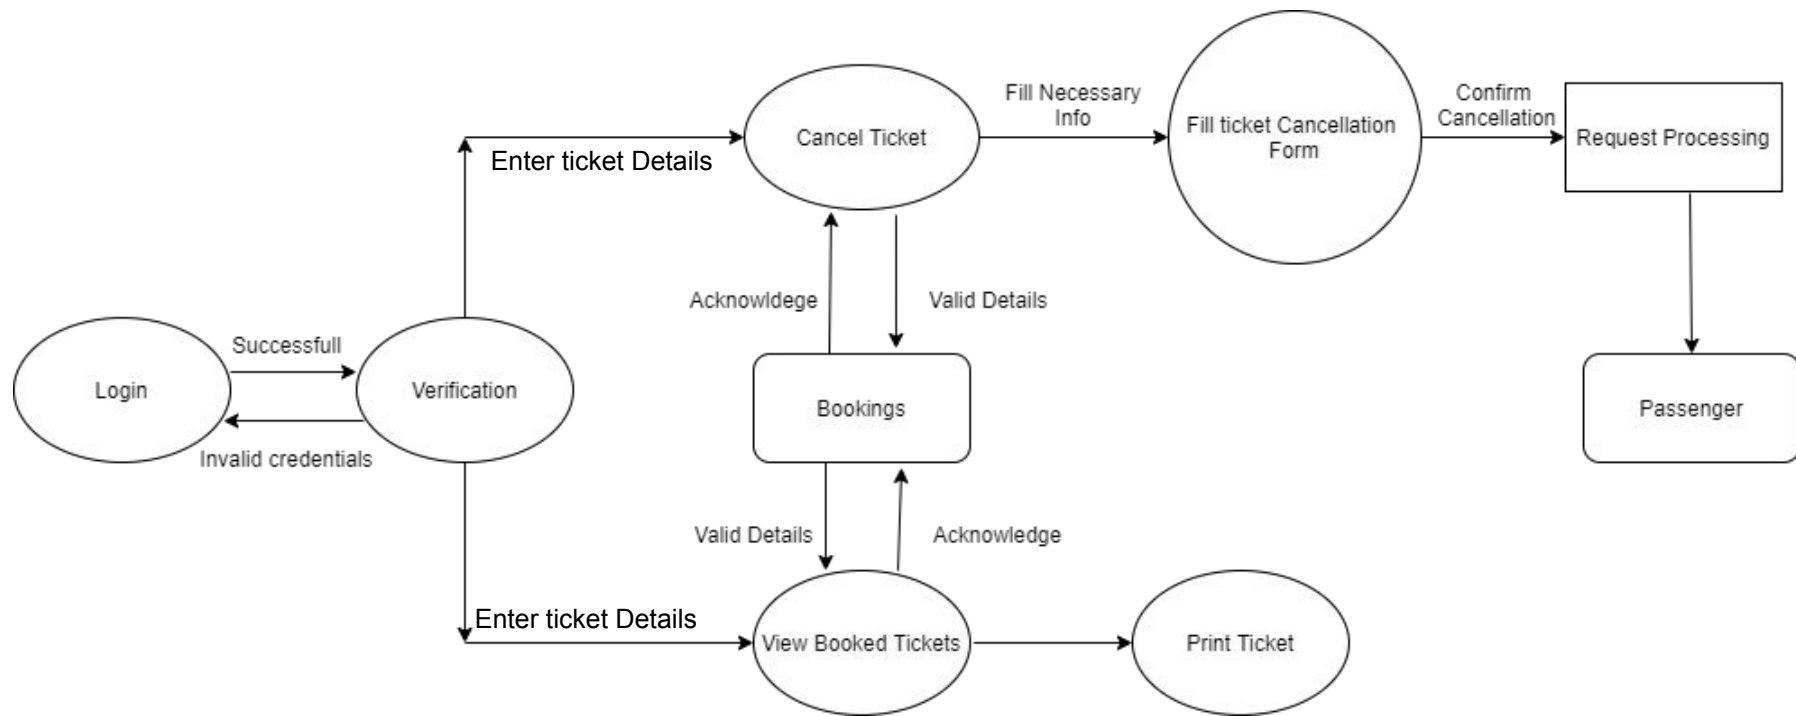 Fill Necessary
Info
Confirm
Cancellation
Cancel Ticket
Fill ticket Cancellation
Form
Request Processing
Enter ticket Details
Acknowldege
Valid Details
Successfull
Login
Verification
Bookings
Passenger
Invalid credentials
Valid Details
Acknowledge
Enter ticket Details
View Booked Tickets
Print Ticket